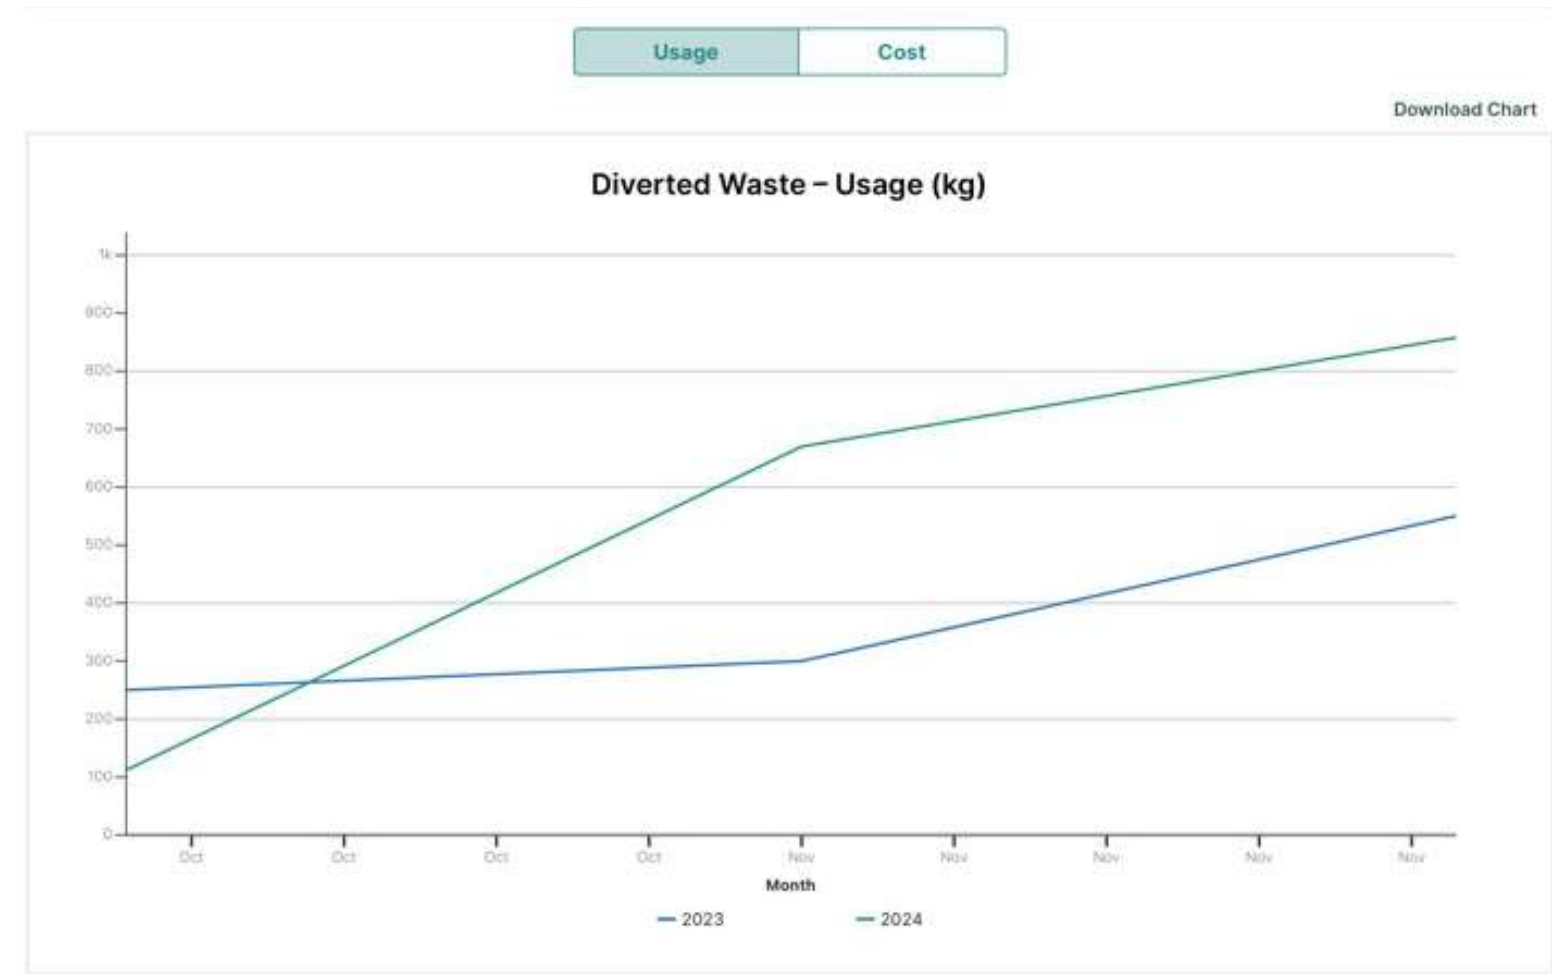 Usage Cost
Download Chart
Diverted Waste – Usage (kg)
1k
900
800
700
600
500
400
300
200
100
0
Oct Oct Oct Oct Nov Nov Nov Nov Nov
Month
2023 2024